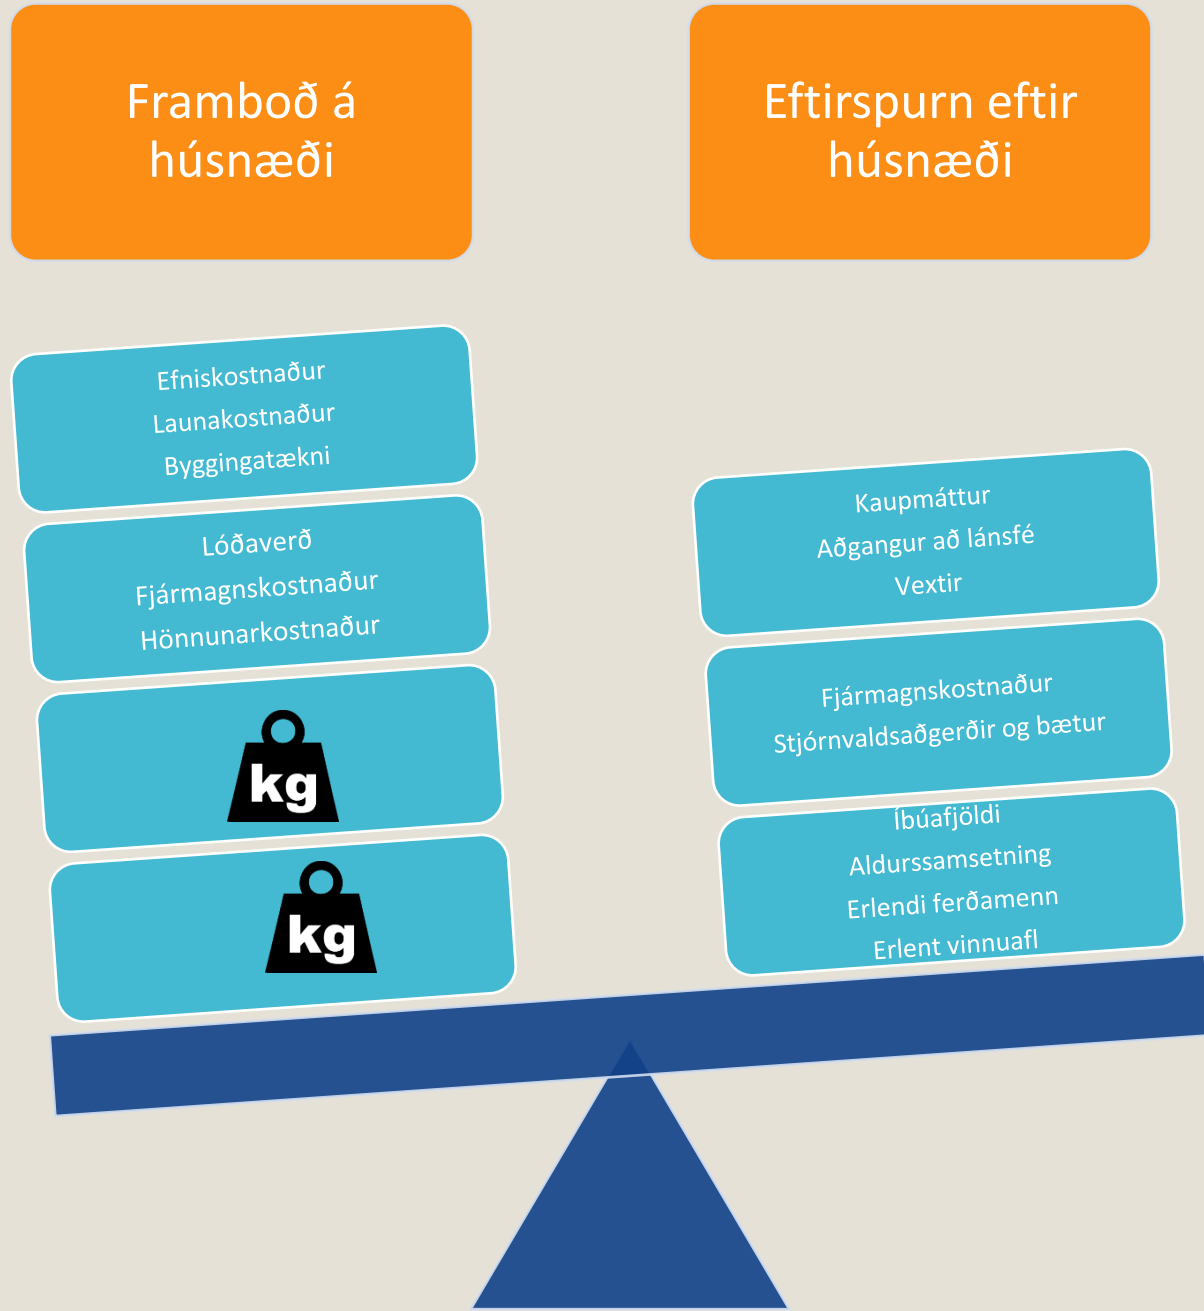 Framboð á
húsnæði
Efniskostnaður
Launakostnaður
Byggingatækni
Lóðaverð
Fjármagnskostnaður
Hönnunarkostnaður
kg
kg
Eftirspurn eftir
húsnæði
Kaupmáttur
Aðgangur að lánsfé
Vextir
Fjármagnskostnaður
Stjórnvaldsaðgerðir og bætur
Íbúafjöldi
Aldurssamsetning
Erlendi ferðamenn
Erlent vinnuafl